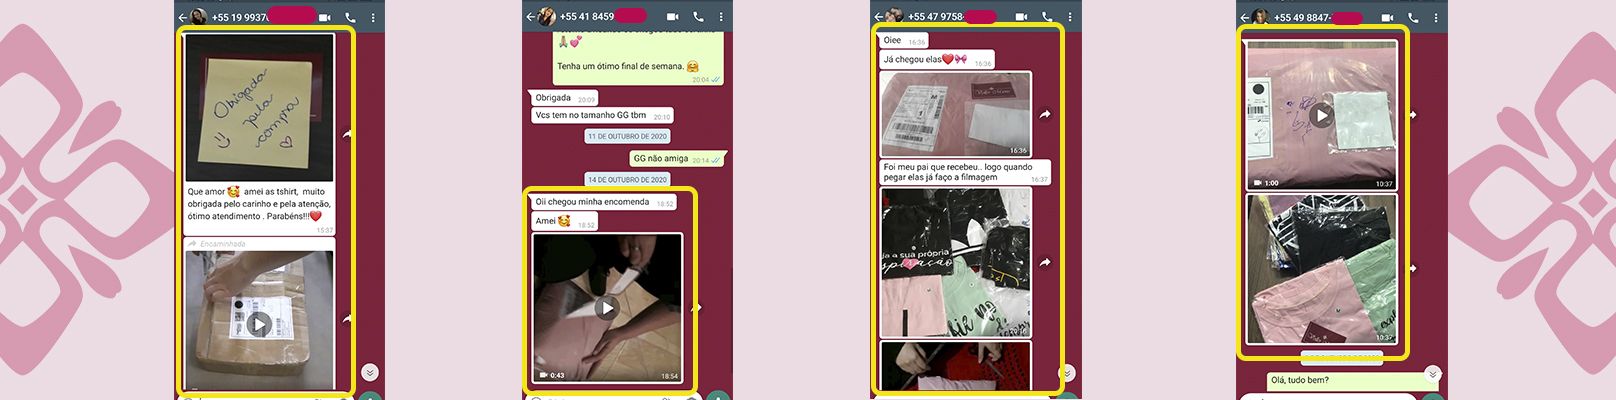 +55 19 9937
Obrigada
pela
compra
Que amor 🥰 amei as tshirt, muito
obrigada pelo carinho e pela atenção,
ótimo atendimento . Parabéns!!!❤️
15:37
Encaminhada
+55 41 8459
🙏🏼💕
Tenha um ótimo final de semana. 🤗
20:04
Obrigada 20:09
Vcs tem no tamanho GG tbm 20:10
11 DE OUTUBRO DE 2020
GG não amiga 20:14
14 DE OUTUBRO DE 2020
Oii chegou minha encomenda 18:52
Amei 🥰 18:52
0:43 18:54
+55 47 9758-
Oiee 16:36
Já chegou elas❤️🎀 16:36
16:36
Foi meu pai que recebeu.. logo quando
pegar elas já faço a filmagem 16:37
a sua própria
+55 49 8847-
1:00 10:37
10:37
Olá, tudo bem?